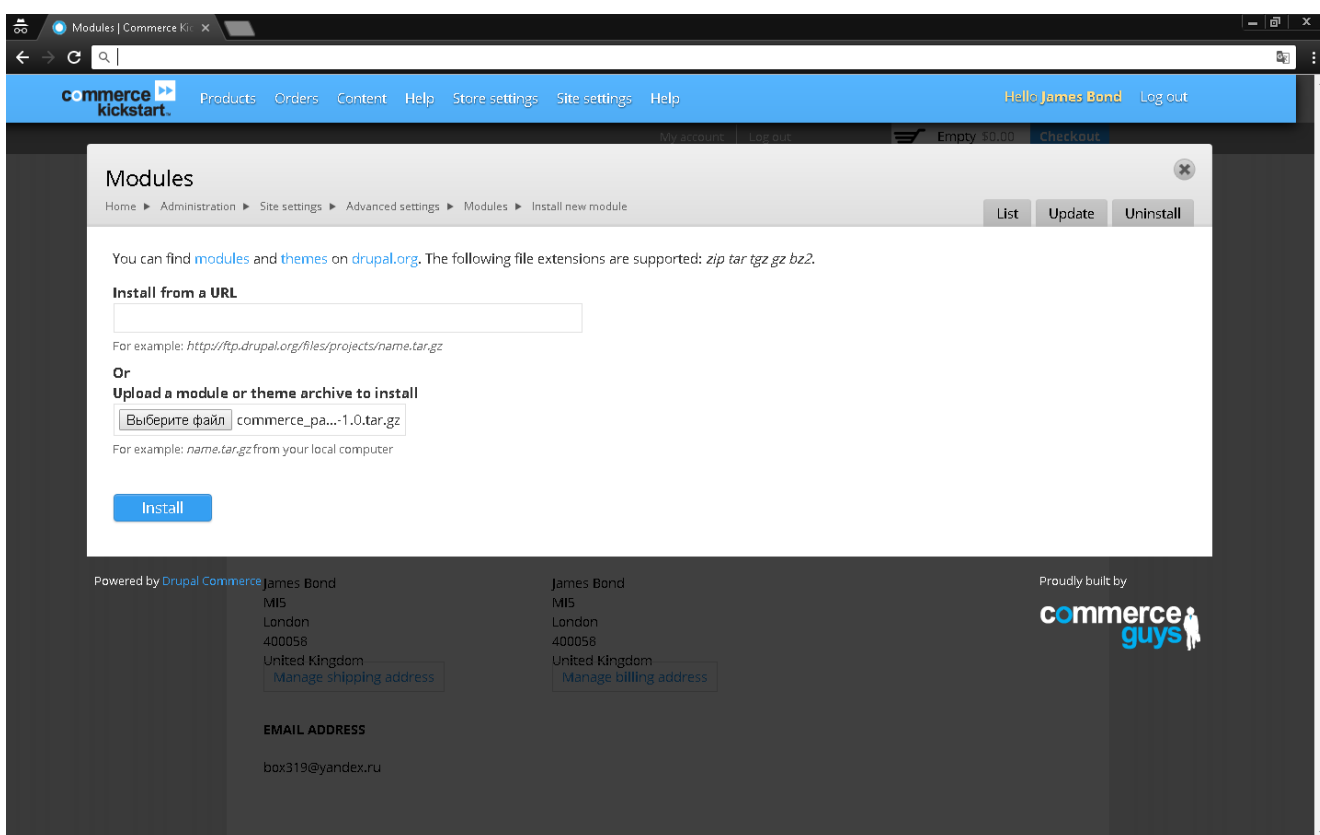 Modules | Commerce Kic
commerce
kickstart
Products Orders Content Help Store settings Site settings Help
Hello James Bond Log out
My account Log out Empty $0.00 Checkout
Modules
Home ▶ Administration ▶ Site settings ▶ Advanced settings ▶ Modules ▶ Install new module
List Update Uninstall
You can find modules and themes on drupal.org. The following file extensions are supported: zip tar tgz gz bz2.
Install from a URL
For example: http://ftp.drupal.org/files/projects/name.tar.gz
Or
Upload a module or theme archive to install
Выберите файл commerce_pa...-1.0.tar.gz
For example: name.tar.gz from your local computer
Install
Powered by Drupal Commerce
Proudly built by
commerce
guys
James Bond James Bond
MI5 MI5
London London
400058 400058
United Kingdom United Kingdom
Manage shipping address Manage billing address
EMAIL ADDRESS
box319@yandex.ru